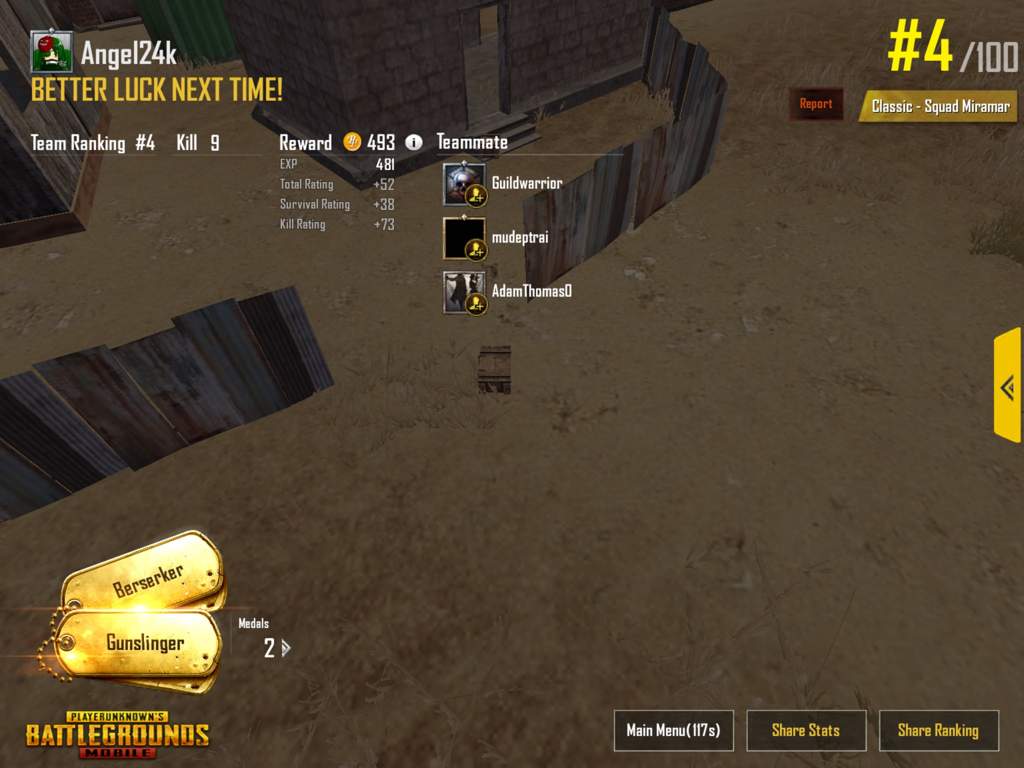 Angel24k
BETTER LUCK NEXT TIME!
#4/100
Report
Classic - Squad Miramar
Team Ranking #4 Kill 9
Reward 493
EXP 481
Total Rating +52
Survival Rating +38
Kill Rating +73
Teammate
Guildwarrior
mudeptrai
AdamThomas0
Berserker
Gunslinger
Medals
2
PLAYERUNKNOWN'S
BATTLEGROUNDS
MOBILE
Main Menu(117s)
Share Stats
Share Ranking